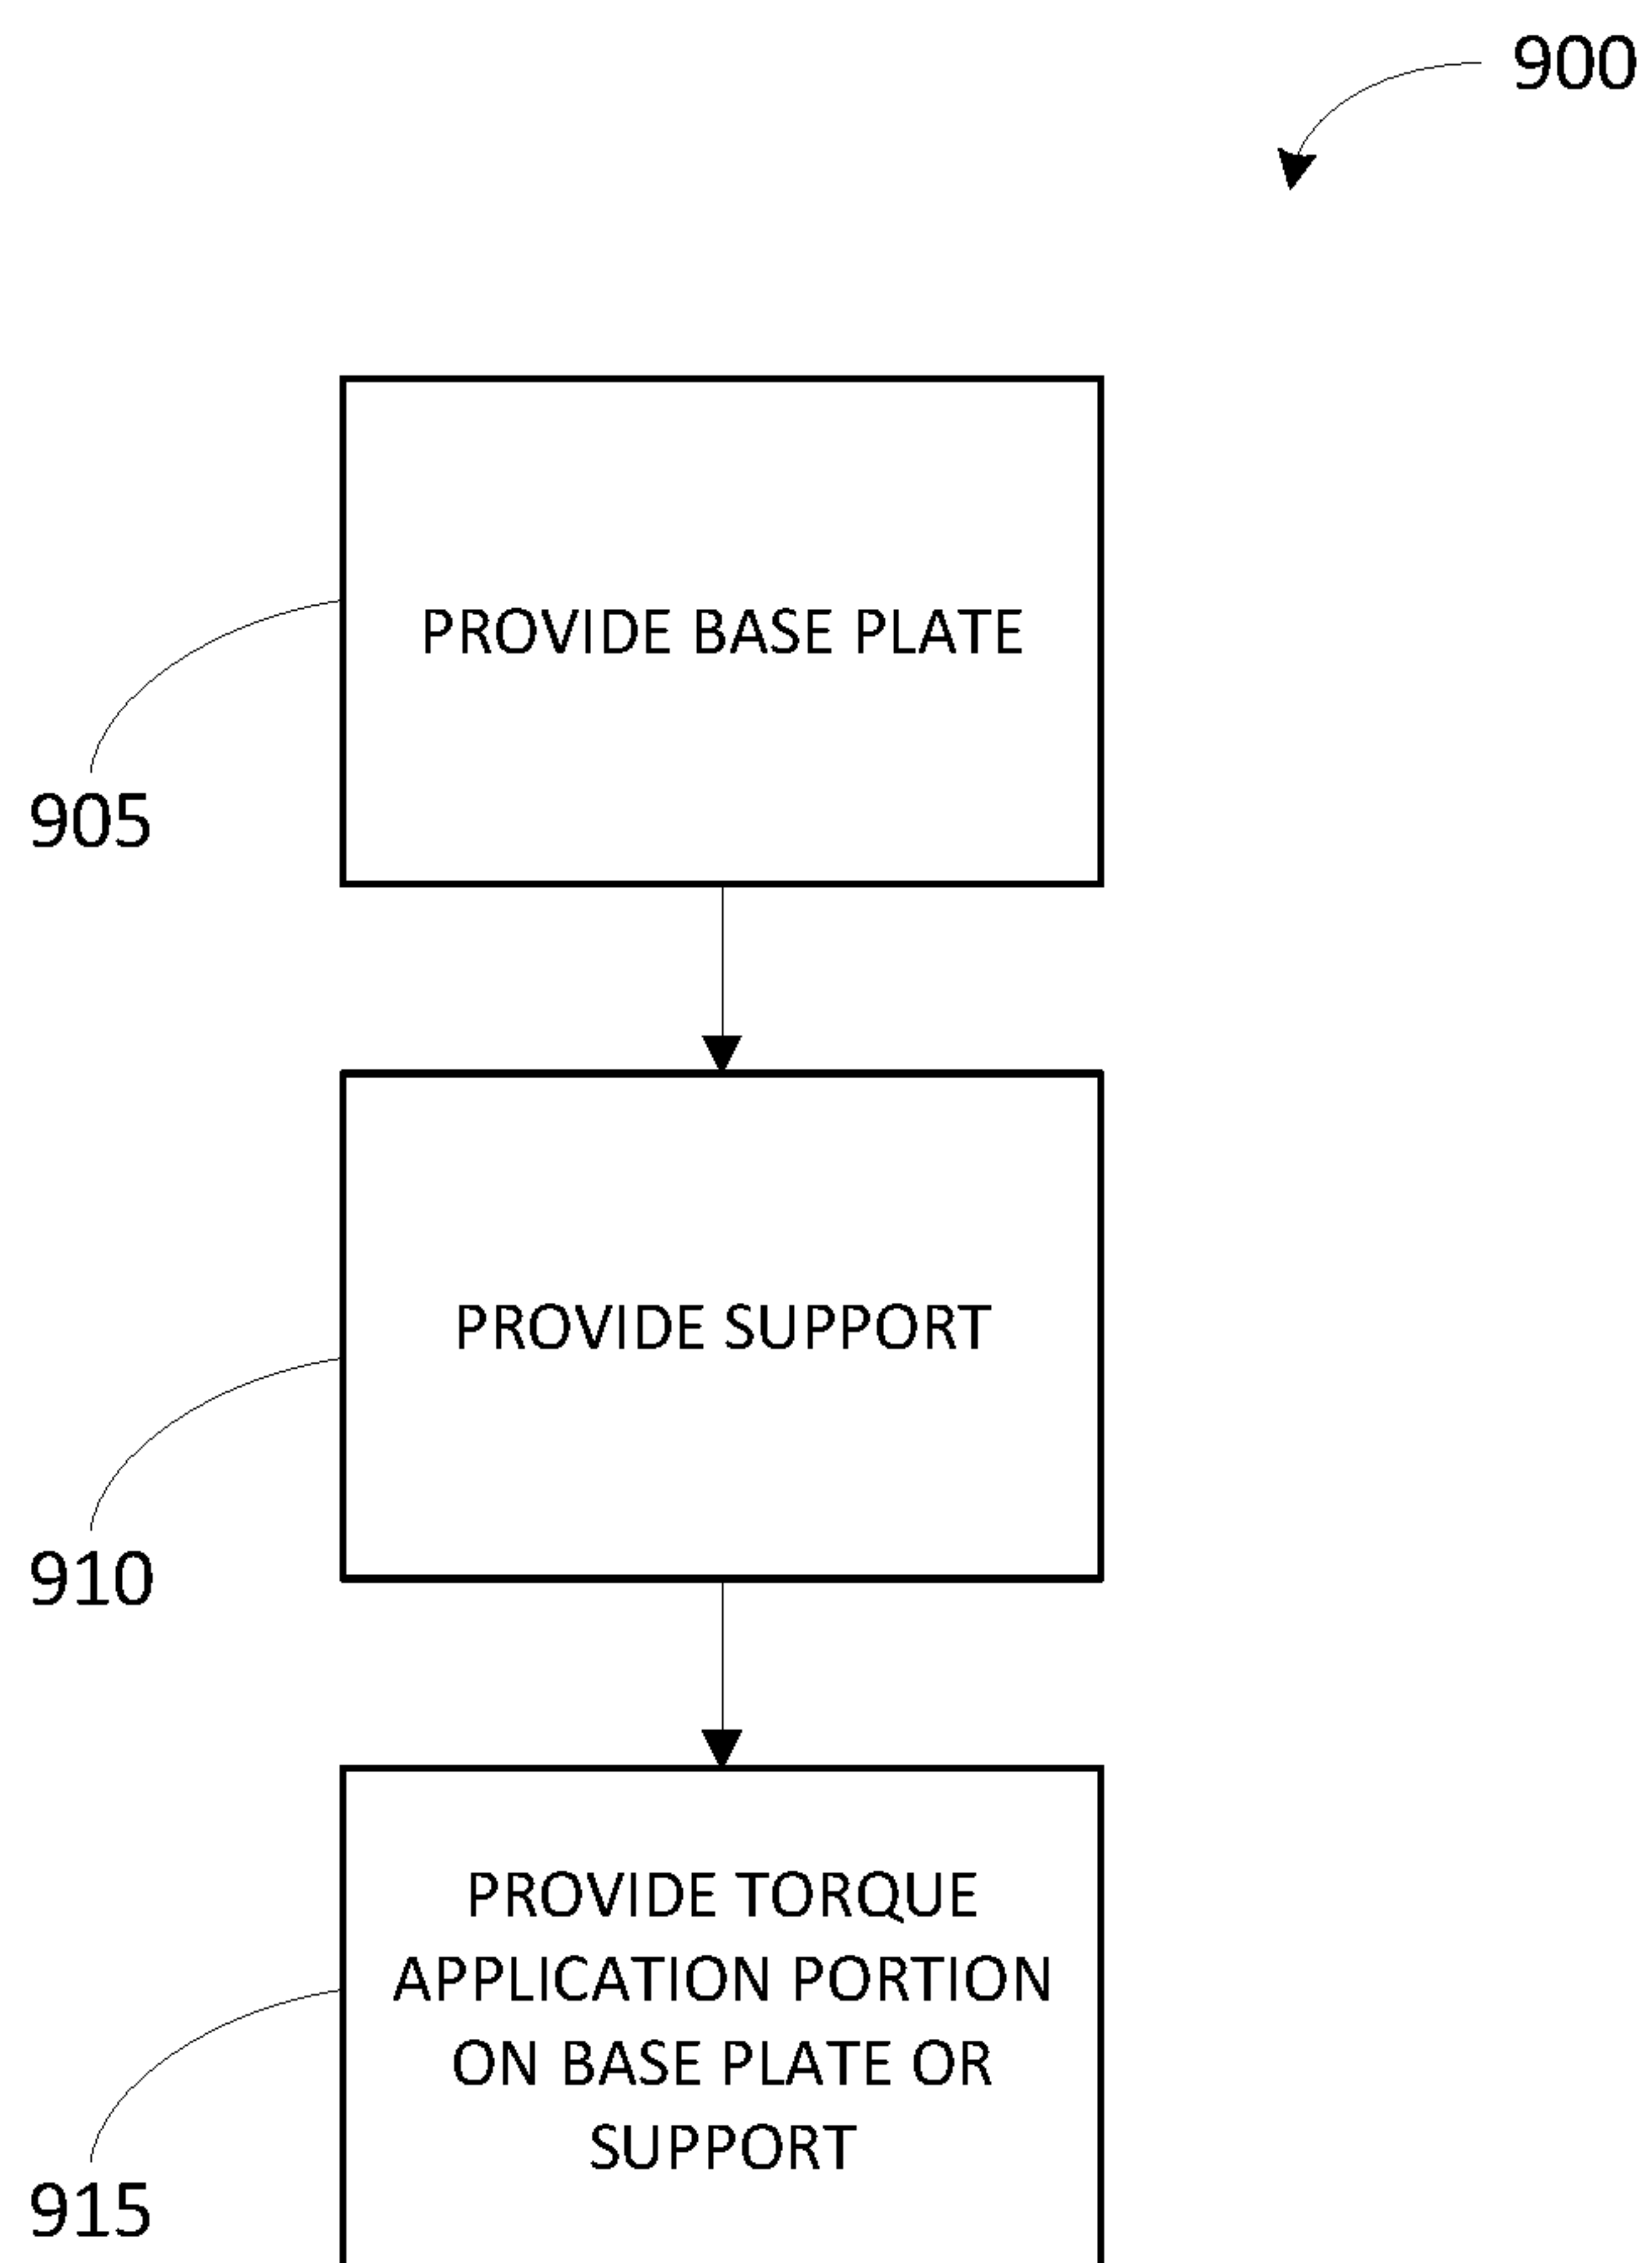 900
PROVIDE BASE PLATE
905
PROVIDE SUPPORT
910
PROVIDE TORQUE
APPLICATION PORTION
ON BASE PLATE OR
SUPPORT
915